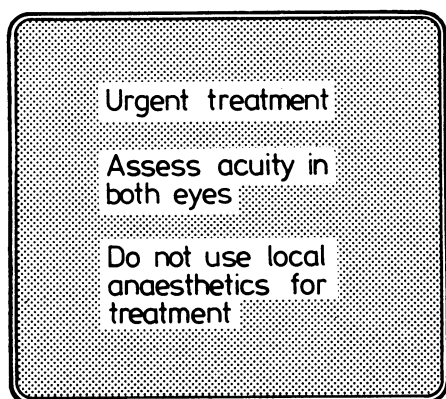 Urgent treatment
Assess acuity in
both eyes
Do not use local
anaesthetics for
treatment